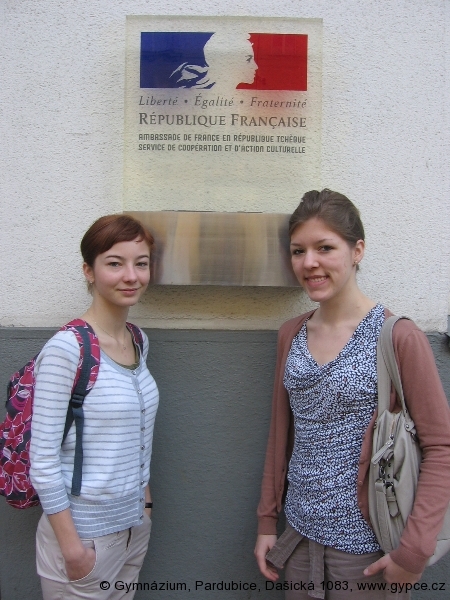 Liberté • Égalité • Fraternité
RÉPUBLIQUE FRANÇAISE
AMBASSADE DE FRANCE EN RÉPUBLIQUE TCHÈQUE
SERVICE DE COOPÉRATION ET D'ACTION CULTURELLE
© Gymnázium, Pardubice, Dašická 1083, www.gypce.cz